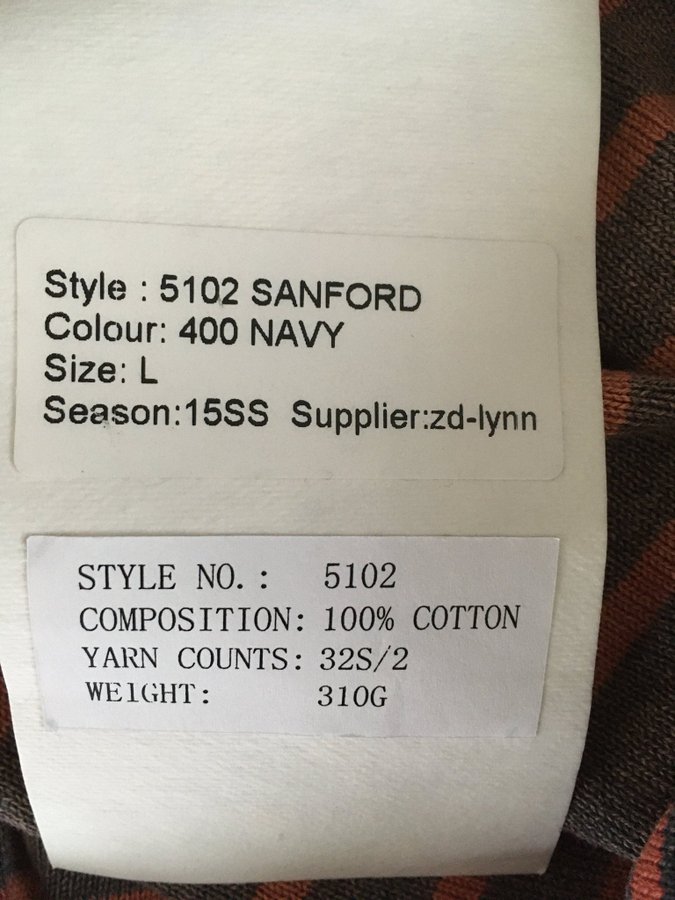 Style : 5102 SANFORD
Colour: 400 NAVY
Size: L
Season:15SS Supplier:zd-lynn
STYLE NO.: 5102
COMPOSITION: 100% COTTON
YARN COUNTS: 32S/2
WEIGHT: 310G